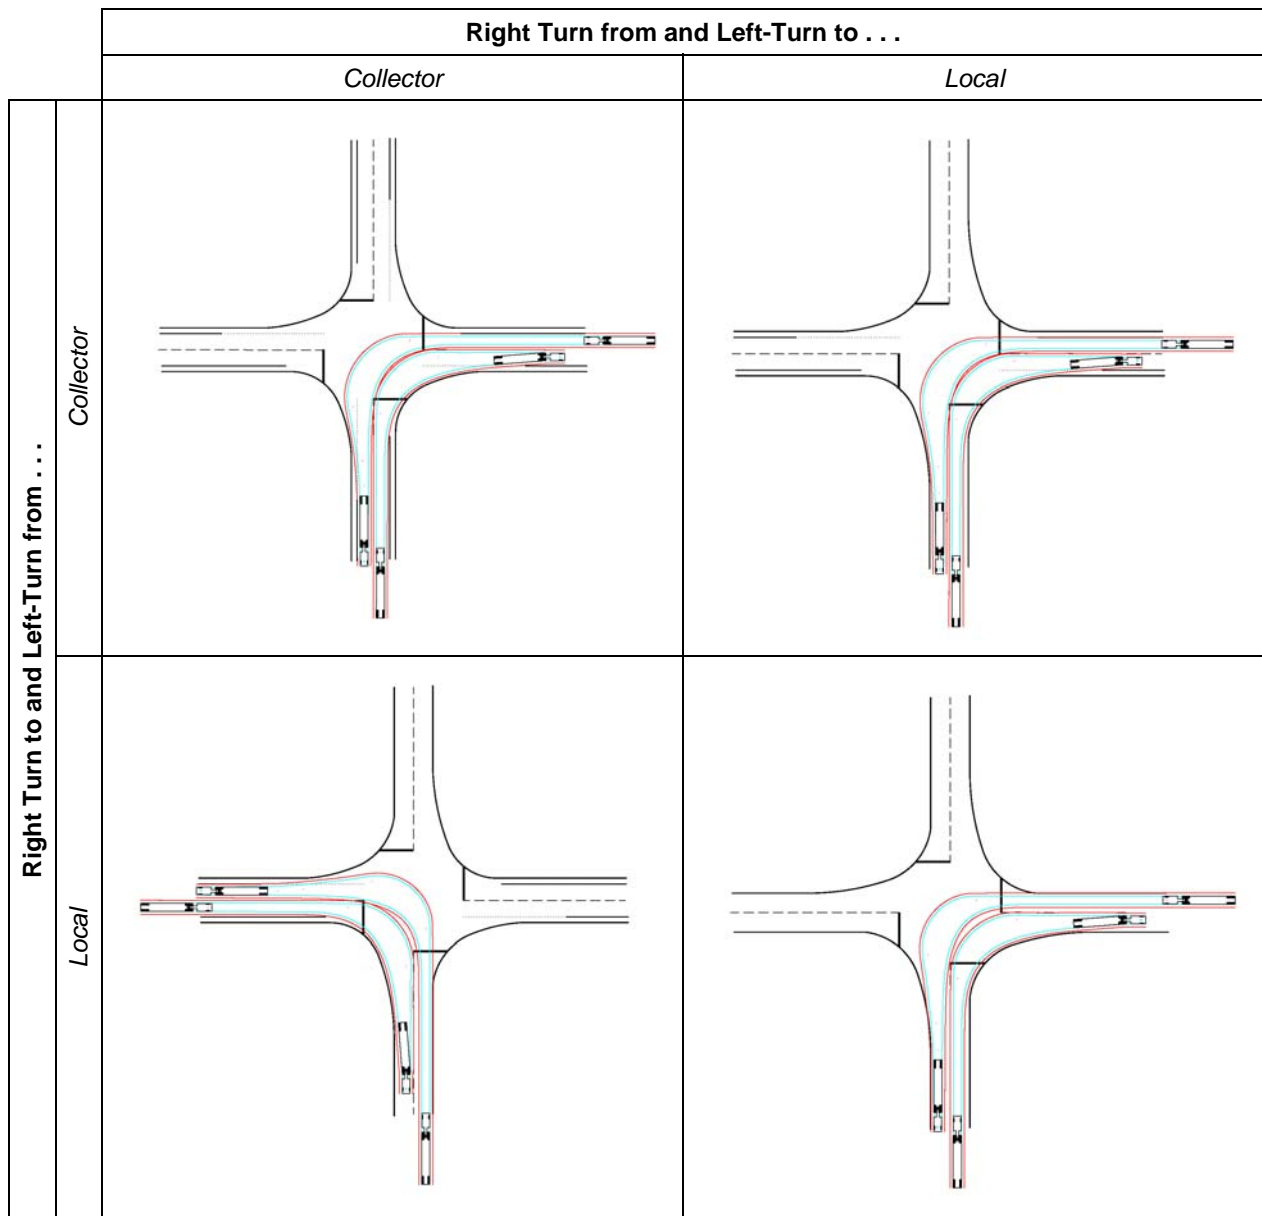 Right Turn from and Left-Turn to . . .
Collector
Local
Right Turn to and Left-Turn from . . .
Collector
Local